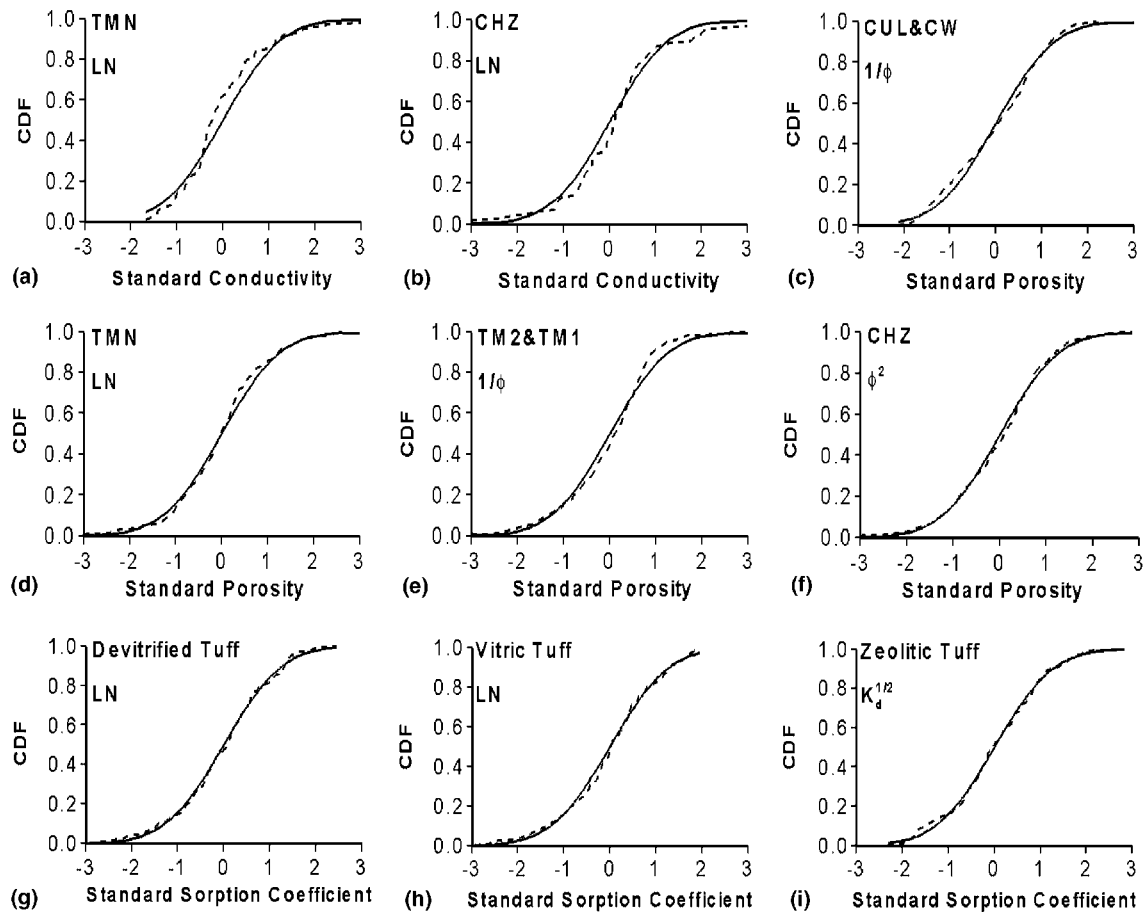 TMN
LN
CDF
1.0
0.8
0.6
0.4
0.2
0.0
-3 -2 -1 0 1 2 3
(a) Standard Conductivity
CHZ
LN
CDF
1.0
0.8
0.6
0.4
0.2
0.0
-3 -2 -1 0 1 2 3
(b) Standard Conductivity
CUL&CW
1/ϕ
CDF
1.0
0.8
0.6
0.4
0.2
0.0
-3 -2 -1 0 1 2 3
(c) Standard Porosity
TMN
LN
CDF
1.0
0.8
0.6
0.4
0.2
0.0
-3 -2 -1 0 1 2 3
(d) Standard Porosity
TM2&TM1
1/ϕ
CDF
1.0
0.8
0.6
0.4
0.2
0.0
-3 -2 -1 0 1 2 3
(e) Standard Porosity
CHZ
ϕ²
CDF
1.0
0.8
0.6
0.4
0.2
0.0
-3 -2 -1 0 1 2 3
(f) Standard Porosity
Devitrified Tuff
LN
CDF
1.0
0.8
0.6
0.4
0.2
0.0
-3 -2 -1 0 1 2 3
(g) Standard Sorption Coefficient
Vitric Tuff
LN
CDF
1.0
0.8
0.6
0.4
0.2
0.0
-3 -2 -1 0 1 2 3
(h) Standard Sorption Coefficient
Zeolitic Tuff
K_d^1/2
CDF
1.0
0.8
0.6
0.4
0.2
0.0
-3 -2 -1 0 1 2 3
(i) Standard Sorption Coefficient